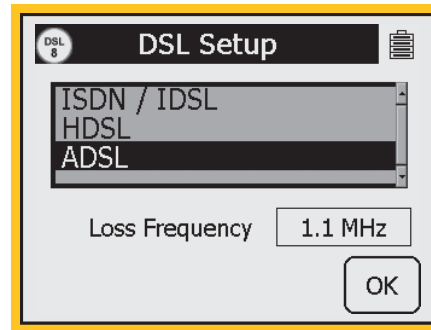 DSL
8
DSL Setup
ISDN / IDSL
HDSL
ADSL
Loss Frequency 1.1 MHz
OK